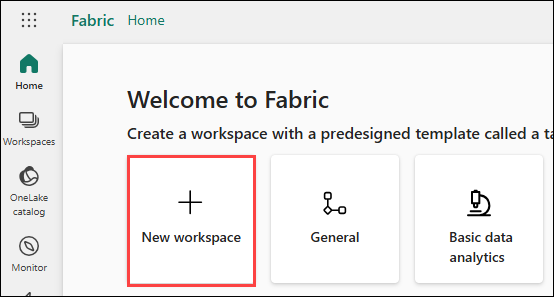 Fabric Home
Home
Welcome to Fabric
Create a workspace with a predesigned template called a
Workspaces
OneLake
catalog
New workspace
General
Basic data
analytics
Monitor